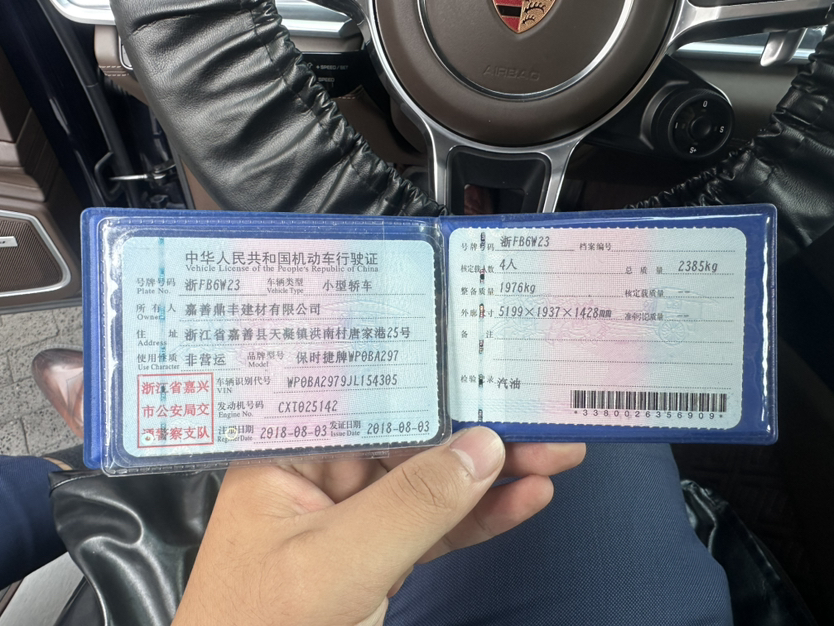 AIRBAG
中华人民共和国机动车行驶证
Vehicle License of the People's Republic of China
号牌号码 浙FB6W23 车辆类型 小型轿车
Plate No. Vehicle Type
所有人 嘉善鼎丰建材有限公司
Owner
住址 浙江省嘉善县天凝镇洪南村唐家港25号
Address
使用性质 非营运 品牌型号 保时捷牌WP0BA297
Use Character Model
浙江省嘉兴
市公安局交
通警察支队
车辆识别代号 WP0BA2979JL154305
VIN
发动机号码 CXT025142
Engine No.
注册日期 2018-08-03 发证日期 2018-08-03
Register Date Issue Date
号牌号码 浙FB6W23 档案编号
核定载人数 4人 总质量 2385kg
整备质量 1976kg 核定载质量 --
外廓尺寸 5199×1937×1428mm 准牵引总质量 --
备注
检验记录 汽油
*3380026356909*